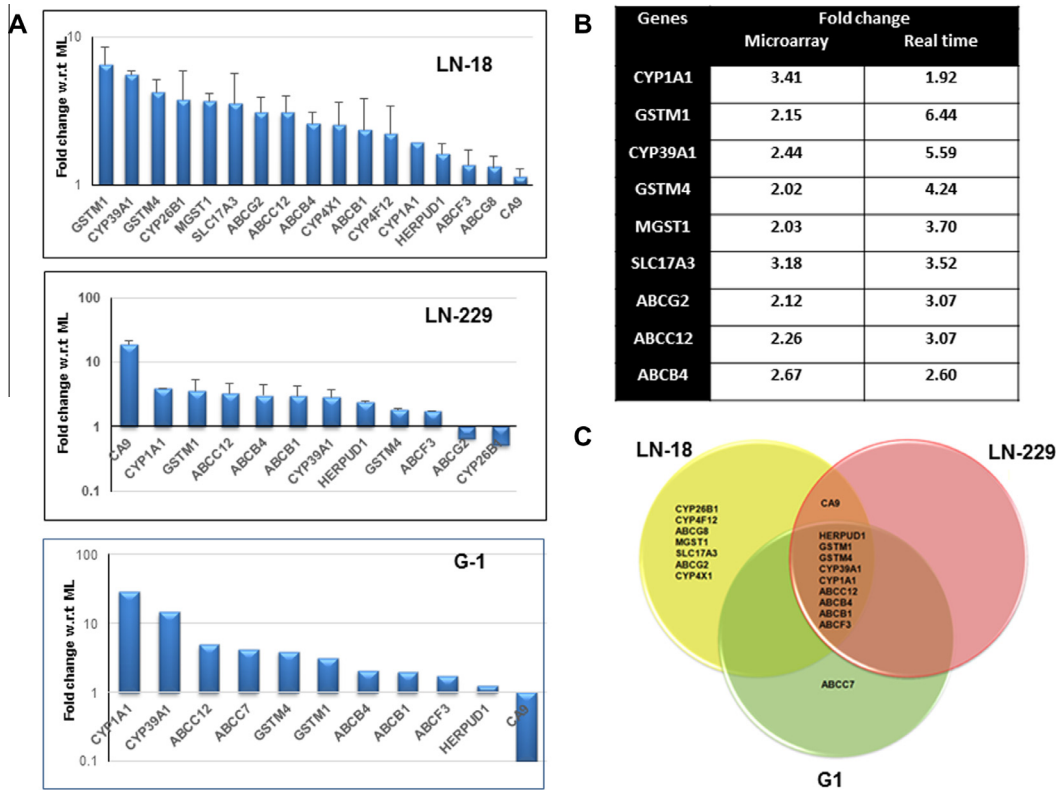 A
Fold change w.r.t ML
10
1
LN-18
GSTM1
CYP39A1
GSTM4
CYP26B1
MGST1
SLC17A3
ABCG2
ABCC12
ABCB4
CYP4X1
ABCB1
CYP4F12
CYP1A1
HERPUD1
ABCF3
ABCG8
CA9
Fold change w.r.t ML
100
10
1
0.1
LN-229
CA9
CYP1A1
GSTM1
ABCC12
ABCB4
ABCB1
CYP39A1
HERPUD1
GSTM4
ABCF3
ABCG2
CYP26B1
Fold change w.r.t ML
100
10
1
0.1
G-1
CYP1A1
CYP39A1
ABCC12
ABCC7
GSTM4
GSTM1
ABCB4
ABCB1
ABCF3
HERPUD1
CA9
B
Genes Fold change
Microarray Real time
CYP1A1 3.41 1.92
GSTM1 2.15 6.44
CYP39A1 2.44 5.59
GSTM4 2.02 4.24
MGST1 2.03 3.70
SLC17A3 3.18 3.52
ABCG2 2.12 3.07
ABCC12 2.26 3.07
ABCB4 2.67 2.60
C
LN-18
LN-229
CYP26B1
CYP4F12
ABCG8
MGST1
SLC17A3
ABCG2
CYP4X1
CA9
HERPUD1
GSTM1
GSTM4
CYP39A1
CYP1A1
ABCC12
ABCB4
ABCB1
ABCF3
ABCC7
G1